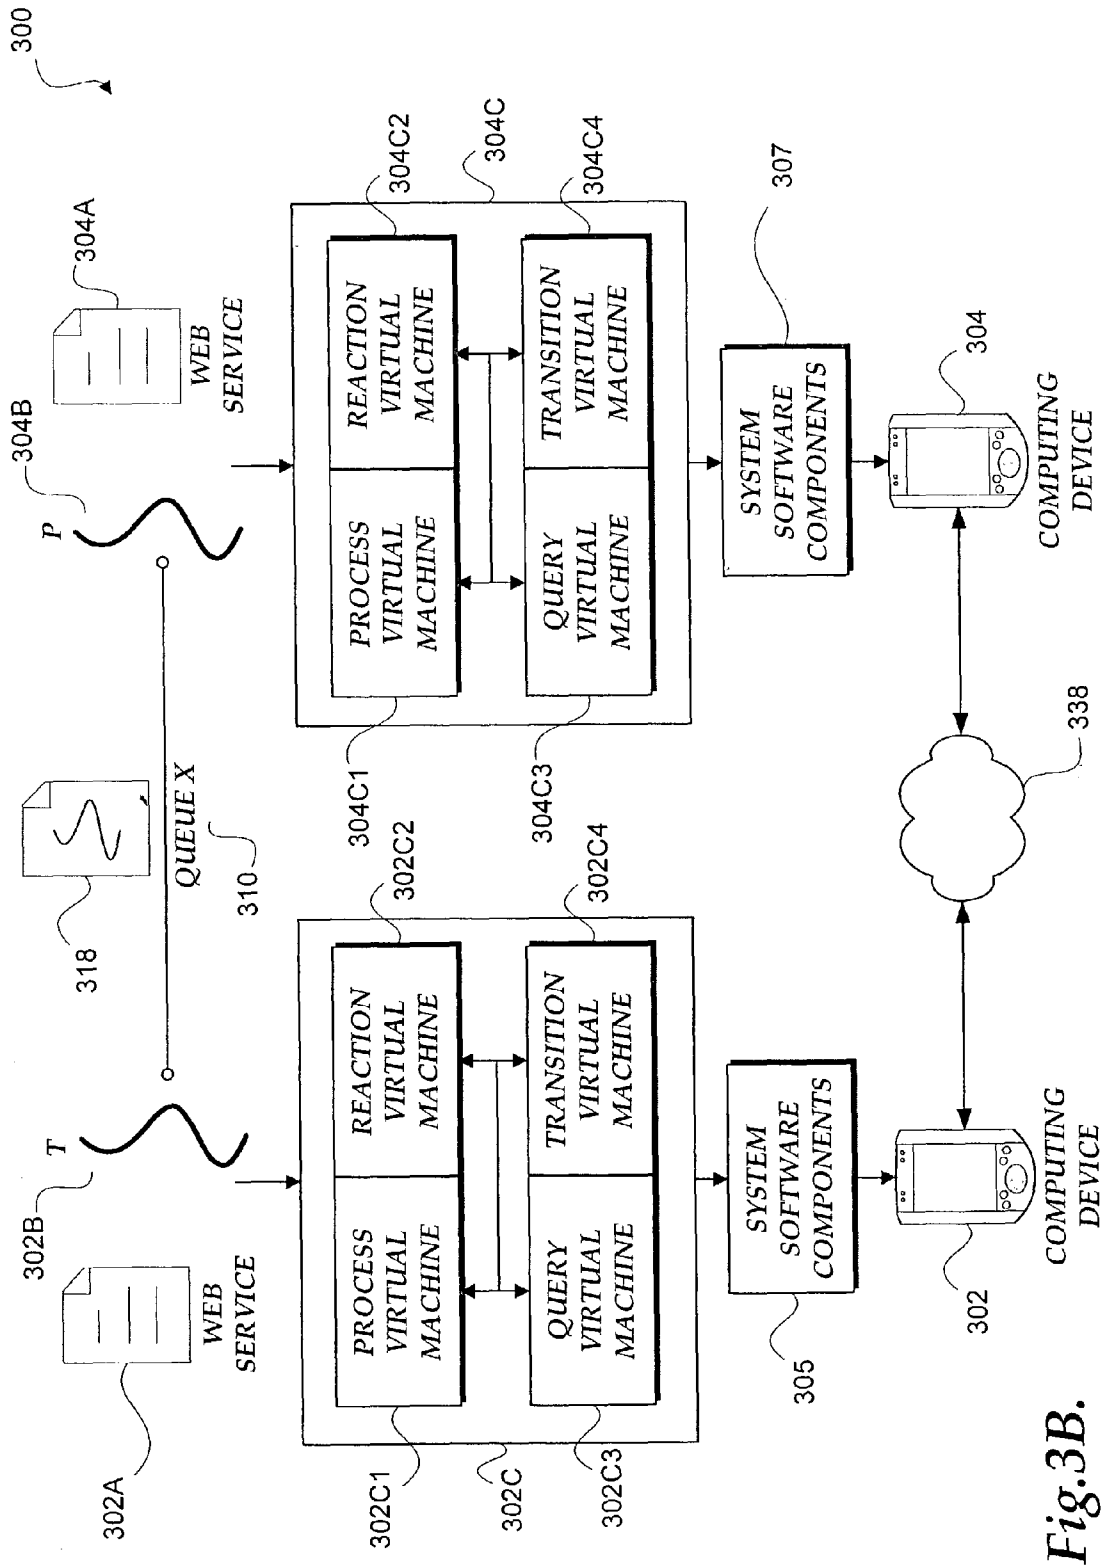 300
302A
WEB
SERVICE
302B
T
318
QUEUE X
310
P
304B
304A
WEB
SERVICE
302C1
302C
302C3
PROCESS
VIRTUAL
MACHINE
REACTION
VIRTUAL
MACHINE
QUERY
VIRTUAL
MACHINE
TRANSITION
VIRTUAL
MACHINE
302C2
302C4
304C1
304C3
PROCESS
VIRTUAL
MACHINE
REACTION
VIRTUAL
MACHINE
QUERY
VIRTUAL
MACHINE
TRANSITION
VIRTUAL
MACHINE
304C2
304C
304C4
305
SYSTEM
SOFTWARE
COMPONENTS
SYSTEM
SOFTWARE
COMPONENTS
307
302
COMPUTING
DEVICE
338
304
COMPUTING
DEVICE
Fig.3B.